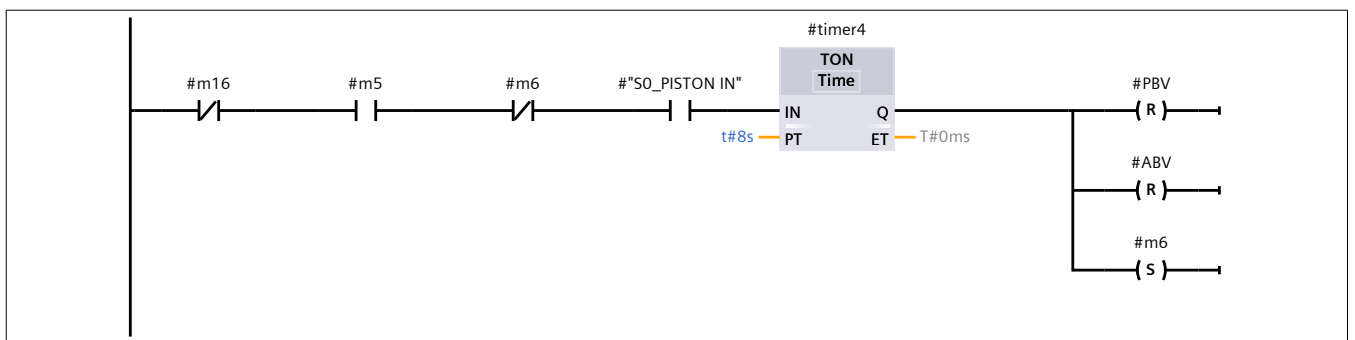 #timer4
TON
Time
#m16 #m5 #m6 #"S0_PISTON IN" #PBV
IN Q
R
t#8s PT ET T#0ms
#ABV
R
#m6
S